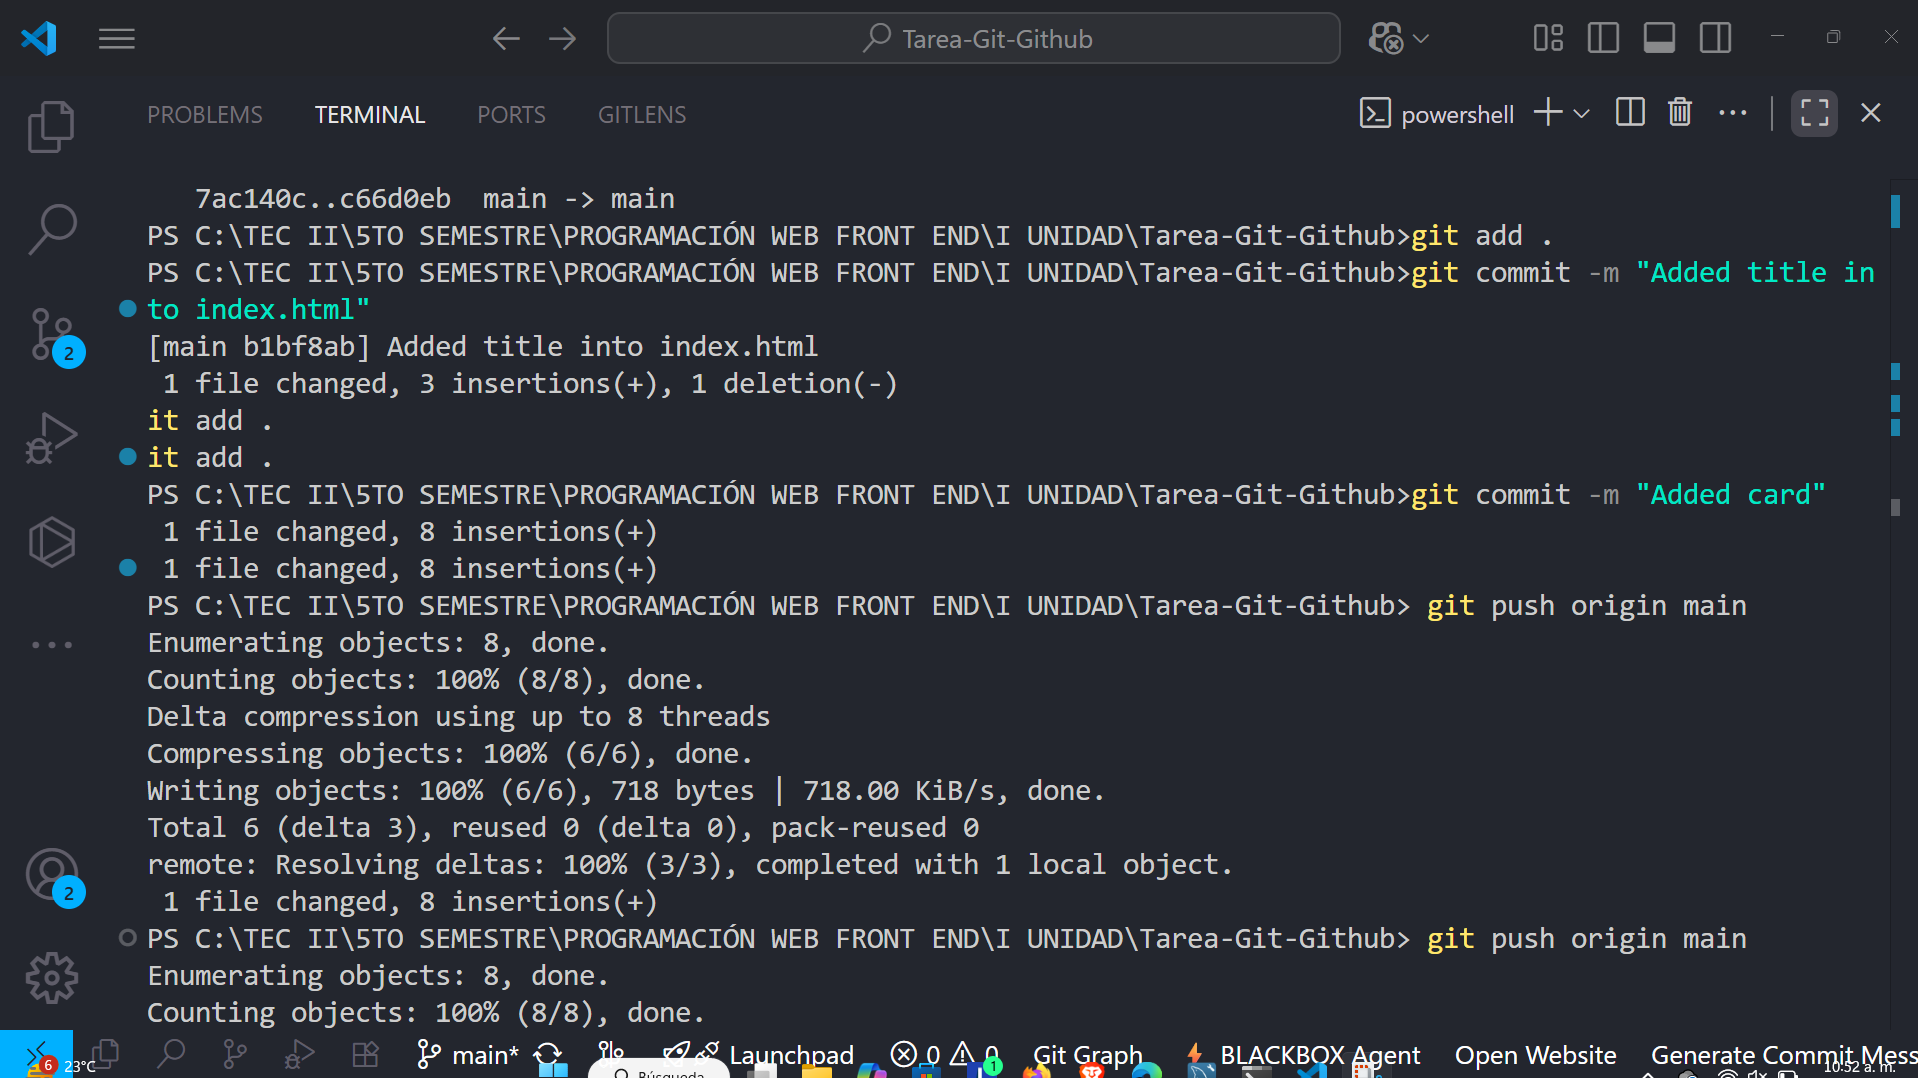 Tarea-Git-Github
PROBLEMS TERMINAL PORTS GITLENS
powershell
7ac140c..c66d0eb  main -> main
PS C:\TEC II\5TO SEMESTRE\PROGRAMACIÓN WEB FRONT END\I UNIDAD\Tarea-Git-Github>git add .
PS C:\TEC II\5TO SEMESTRE\PROGRAMACIÓN WEB FRONT END\I UNIDAD\Tarea-Git-Github>git commit -m "Added title in
to index.html"
[main b1bf8ab] Added title into index.html
1 file changed, 3 insertions(+), 1 deletion(-)
it add .
it add .
PS C:\TEC II\5TO SEMESTRE\PROGRAMACIÓN WEB FRONT END\I UNIDAD\Tarea-Git-Github>git commit -m "Added card"
1 file changed, 8 insertions(+)
1 file changed, 8 insertions(+)
PS C:\TEC II\5TO SEMESTRE\PROGRAMACIÓN WEB FRONT END\I UNIDAD\Tarea-Git-Github> git push origin main
Enumerating objects: 8, done.
Counting objects: 100% (8/8), done.
Delta compression using up to 8 threads
Compressing objects: 100% (6/6), done.
Writing objects: 100% (6/6), 718 bytes | 718.00 KiB/s, done.
Total 6 (delta 3), reused 0 (delta 0), pack-reused 0
remote: Resolving deltas: 100% (3/3), completed with 1 local object.
1 file changed, 8 insertions(+)
PS C:\TEC II\5TO SEMESTRE\PROGRAMACIÓN WEB FRONT END\I UNIDAD\Tarea-Git-Github> git push origin main
Enumerating objects: 8, done.
Counting objects: 100% (8/8), done.
2
2
main* Launchpad 0 0 Git Graph BLACKBOX Agent Open Website Generate Commit Mess
6 23°C Búsqueda 1 10:52 a. m.